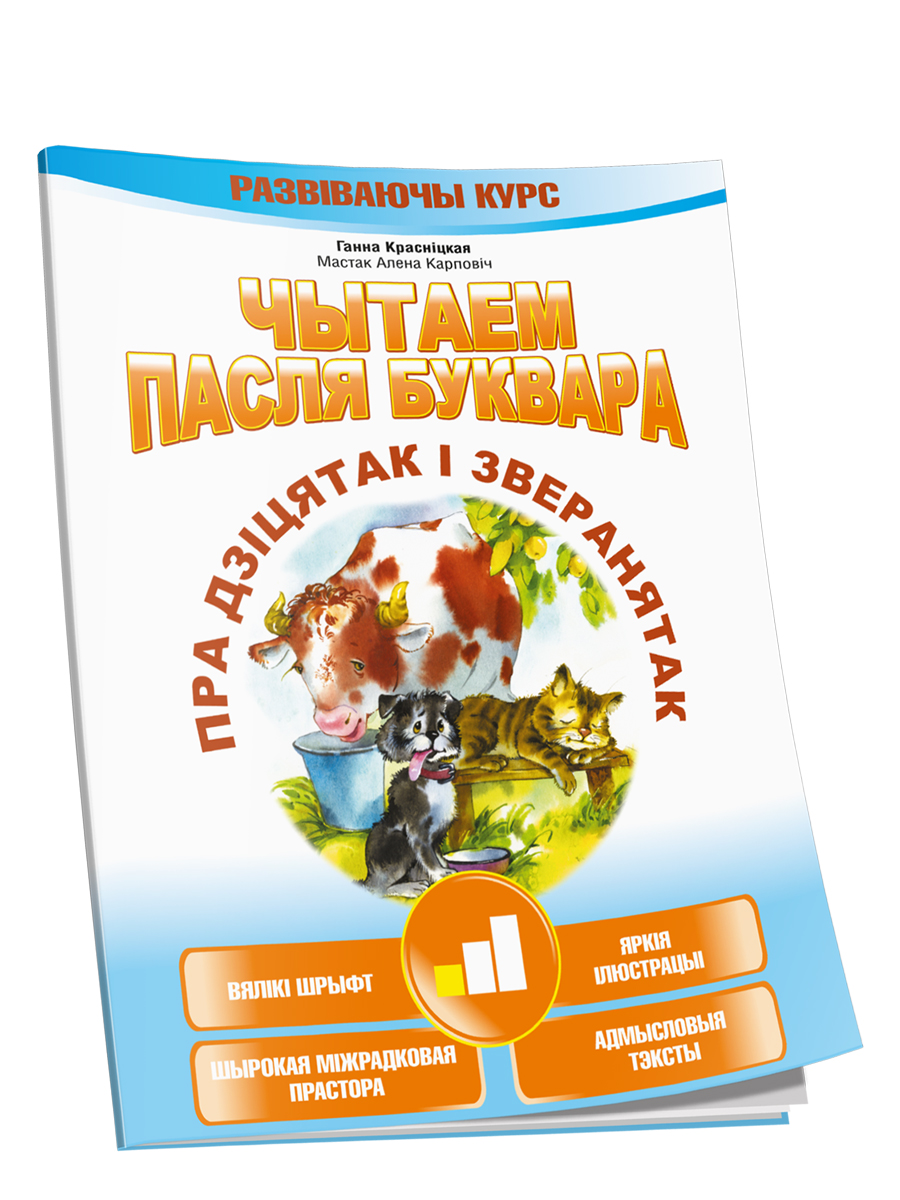 РАЗВІВАЮЧЫ КУРС
Ганна Красніцкая
Мастак Алена Карповіч
ЧЫТАЕМ
ПАСЛЯ БУКВАРА
ПРА ДЗІЦЯТАК І ЗВЕРАНЯТАК
ВЯЛІКІ ШРЫФТ
ЯРКІЯ
ІЛЮСТРАЦЫІ
ШЫРОКАЯ МІЖРАДКОВАЯ
ПРАСТОРА
АДМЫСЛОВЫЯ
ТЭКСТЫ